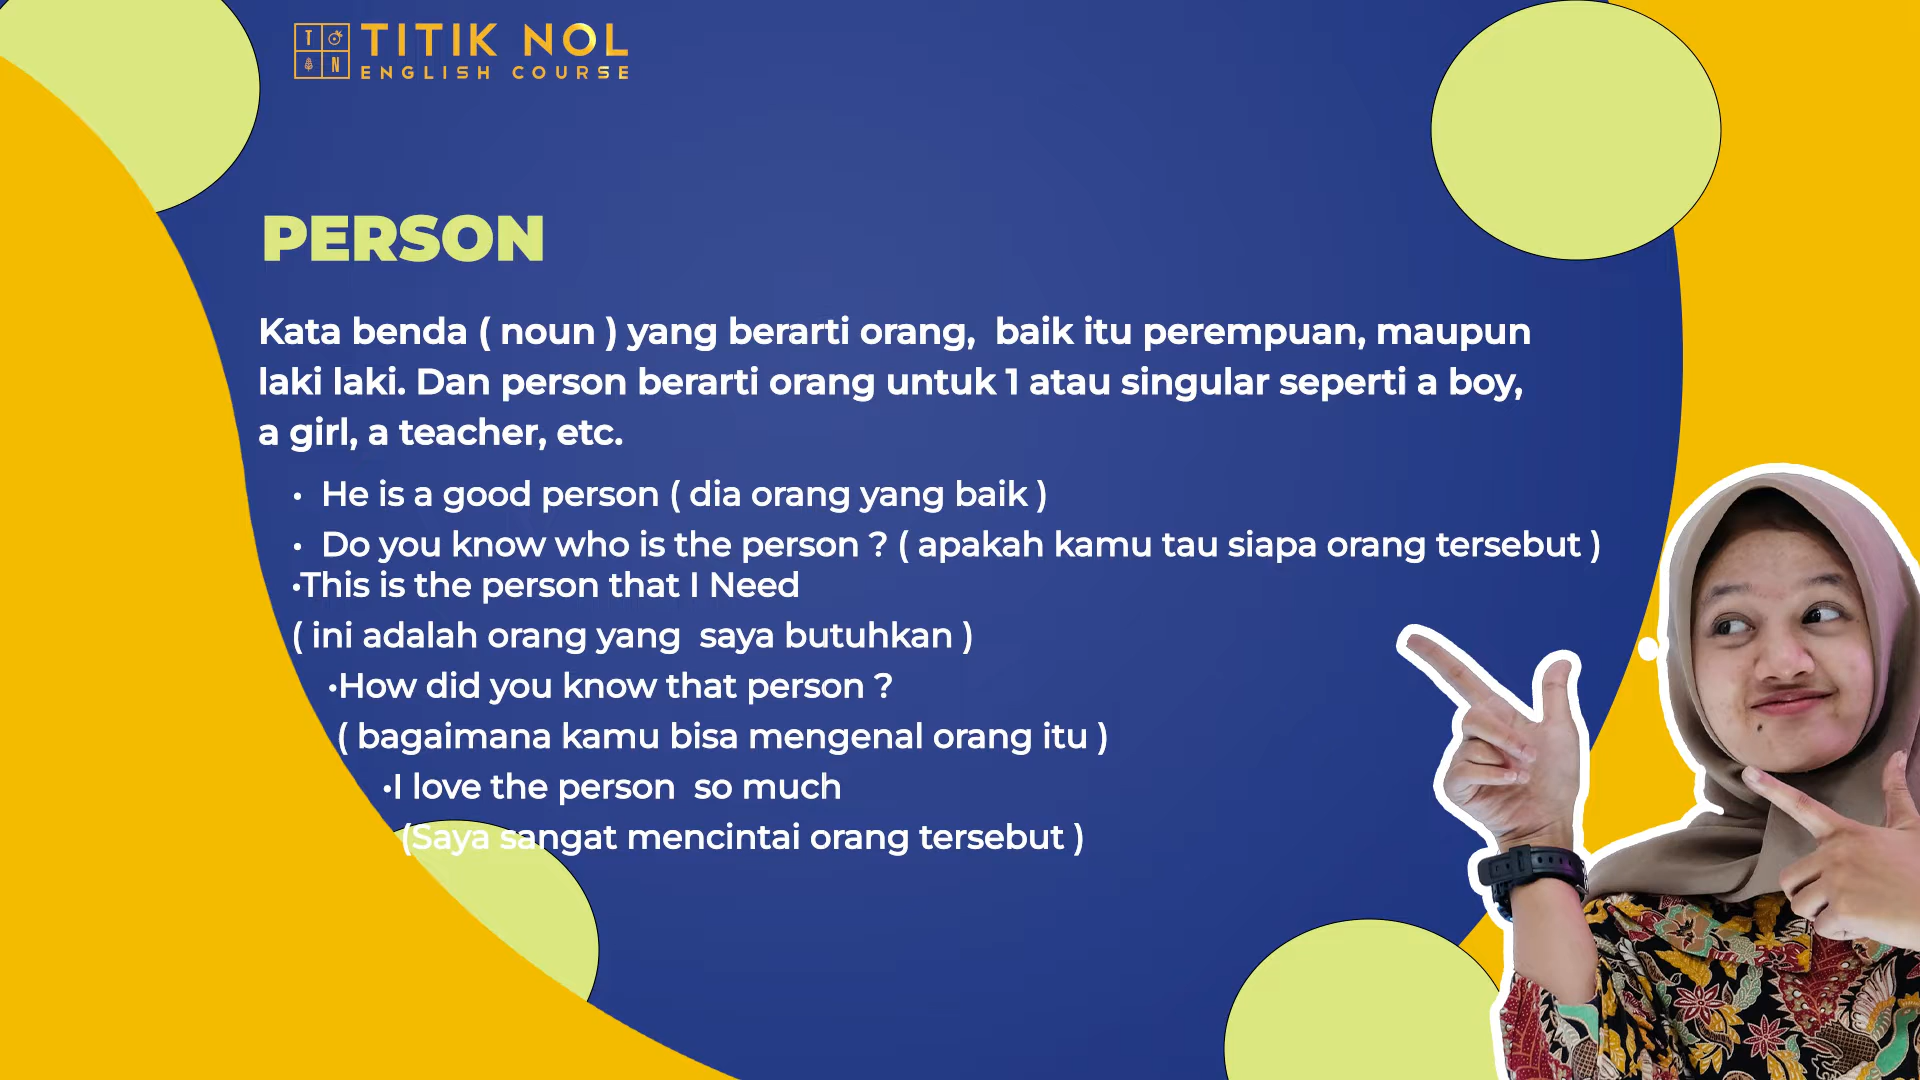 T
N
TITIK NOL
ENGLISH COURSE
PERSON
Kata benda ( noun ) yang berarti orang,  baik itu perempuan, maupun
laki laki. Dan person berarti orang untuk 1 atau singular seperti a boy,
a girl, a teacher, etc.
•  He is a good person ( dia orang yang baik )
•  Do you know who is the person ? ( apakah kamu tau siapa orang tersebut )
•This is the person that I Need
( ini adalah orang yang  saya butuhkan )
•How did you know that person ?
( bagaimana kamu bisa mengenal orang itu )
•I love the person  so much
(Saya sangat mencintai orang tersebut )